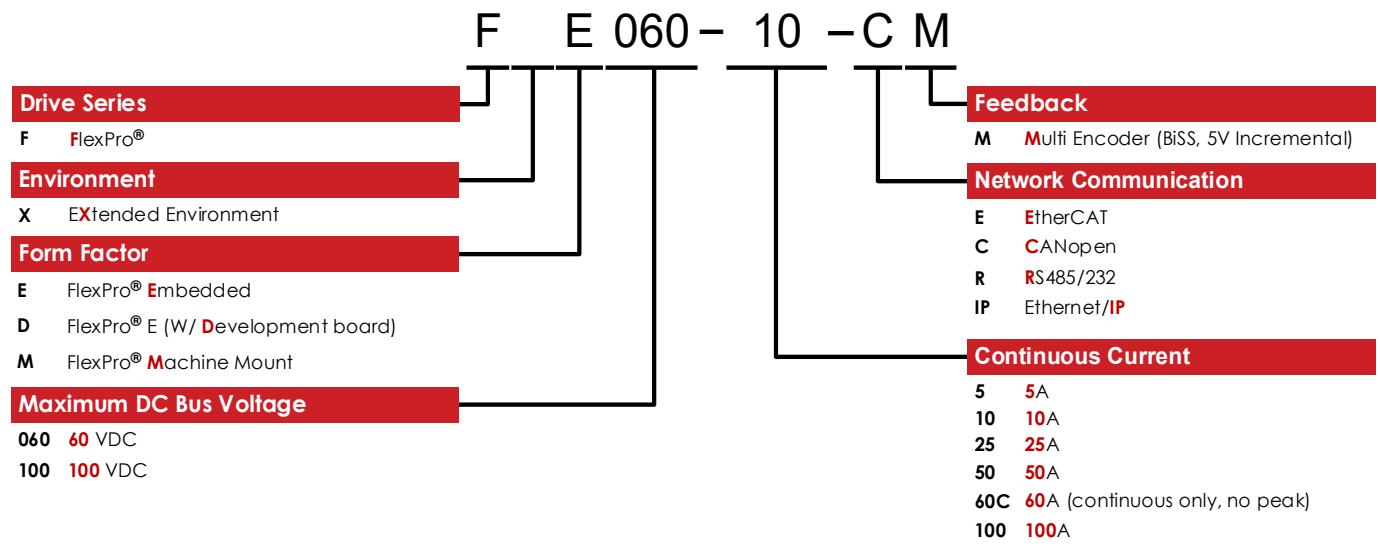 F E 060 – 10 – C M
Drive Series
F FlexPro®
Environment
X EXtended Environment
Form Factor
E FlexPro® Embedded
D FlexPro® E (W/ Development board)
M FlexPro® Machine Mount
Maximum DC Bus Voltage
060 60 VDC
100 100 VDC
Feedback
M Multi Encoder (BiSS, 5V Incremental)
Network Communication
E EtherCAT
C CANopen
R RS485/232
IP Ethernet/IP
Continuous Current
5 5A
10 10A
25 25A
50 50A
60C 60A (continuous only, no peak)
100 100A